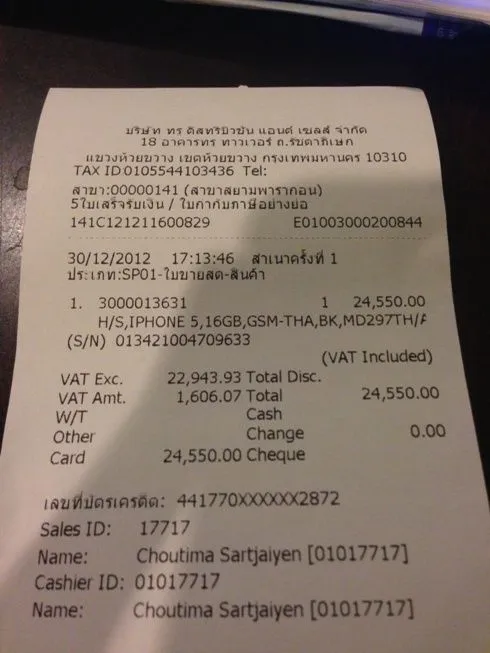 บริษัท ทรู ดิสทริบิวชั่น แอนด์ เซลส์ จำกัด
18 อาคารทรู ทาวเวอร์ ถ.รัชดาภิเษก
แขวงห้วยขวาง เขตห้วยขวาง กรุงเทพมหานคร 10310
TAX ID:0105544103436 Tel:
สาขา:00000141 (สาขาสยามพารากอน)
ใบเสร็จรับเงิน / ใบกำกับภาษีอย่างย่อ
141C121211600829 E01003000200844
30/12/2012 17:13:46 สำเนาครั้งที่ 1
ประเภท:SP01-ใบขายสด-สินค้า
1. 3000013631 1 24,550.00
H/S,IPHONE 5,16GB,GSM-THA,BK,MD297TH/A
(S/N) 013421004709633
(VAT Included)
VAT Exc. 22,943.93 Total Disc.
VAT Amt. 1,606.07 Total 24,550.00
W/T Cash
Other Change 0.00
Card 24,550.00 Cheque
เลขที่บัตรเครดิต: 441770XXXXXX2872
Sales ID: 17717
Name: Choutima Sartjaiyen [01017717]
Cashier ID: 01017717
Name: Choutima Sartjaiyen [01017717]